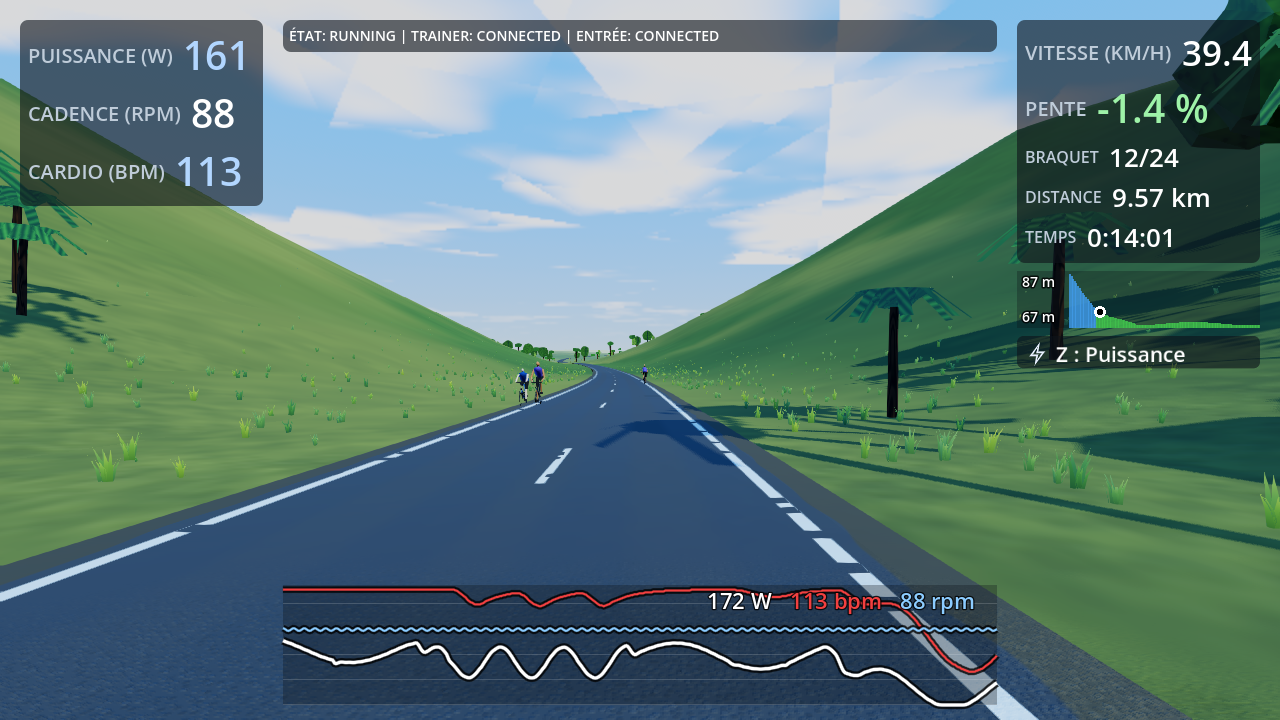 PUISSANCE (W) 161
CADENCE (RPM) 88
CARDIO (BPM) 113
ÉTAT: RUNNING | TRAINER: CONNECTED | ENTRÉE: CONNECTED
VITESSE (KM/H) 39.4
PENTE -1.4 %
BRAQUET 12/24
DISTANCE 9.57 km
TEMPS 0:14:01
87 m
67 m
Z : Puissance
172 W 113 bpm 88 rpm